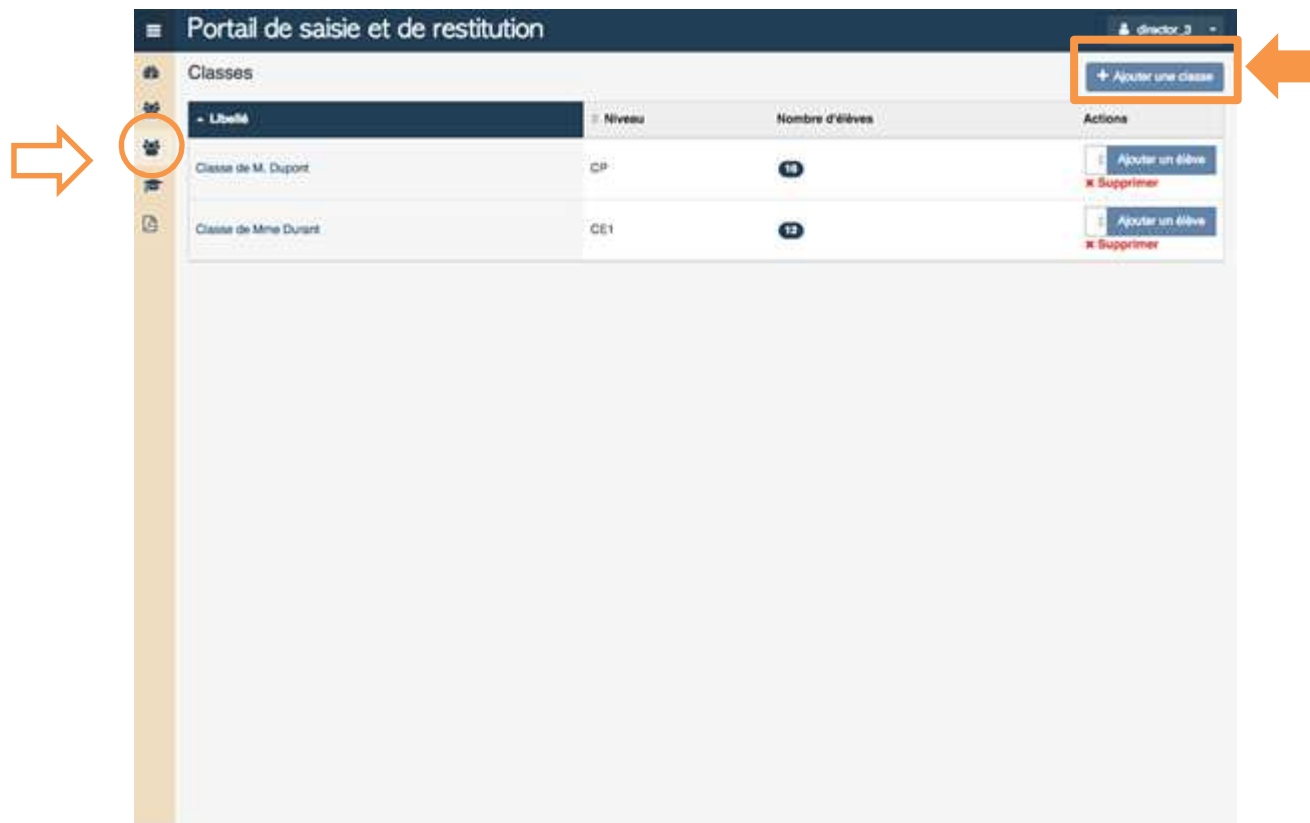 Portail de saisie et de restitution
director_3
Classes
+ Ajouter une classe
Libellé Niveau Nombre d'élèves Actions
Classe de M. Dupont CP 16 Ajouter un élève
✖ Supprimer
Classe de Mme Durant CE1 12 Ajouter un élève
✖ Supprimer